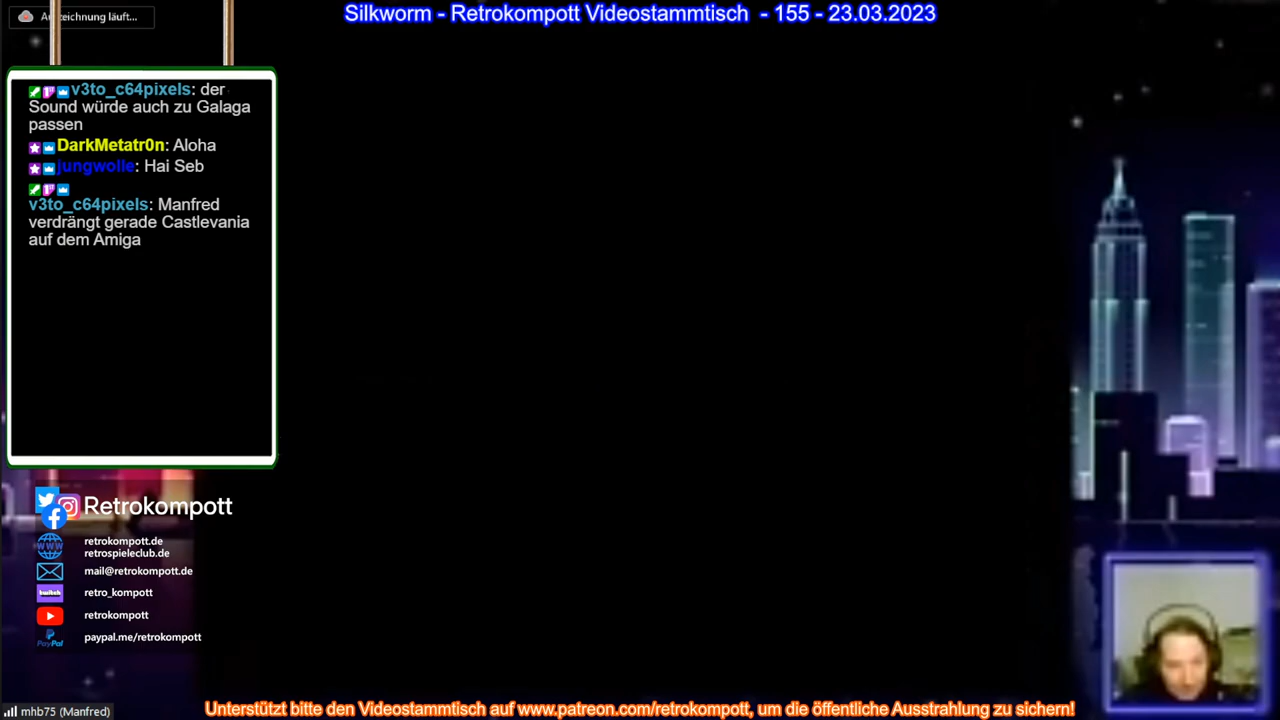 Silkworm - Retrokompott Videostammtisch - 155 - 23.03.2023
Aufzeichnung läuft...
v3to_c64pixels: der
Sound würde auch zu Galaga
passen
DarkMetatr0n: Aloha
jungwolle: Hai Seb
v3to_c64pixels: Manfred
verdrängt gerade Castlevania
auf dem Amiga
Retrokompott
www
retrokompott.de
retrospieleclub.de
mail@retrokompott.de
twitch
retro_kompott
retrokompott
PayPal
paypal.me/retrokompott
mhb75 (Manfred)
Unterstützt bitte den Videostammtisch auf www.patreon.com/retrokompott, um die öffentliche Ausstrahlung zu sichern!